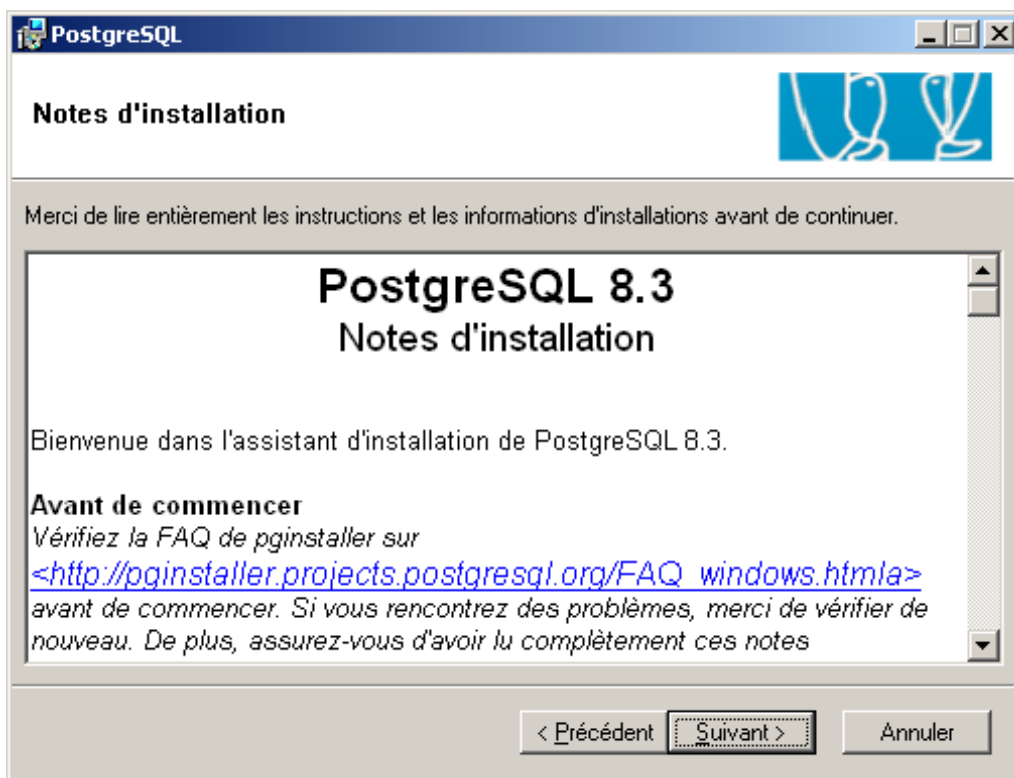 PostgreSQL
Notes d'installation
Merci de lire entièrement les instructions et les informations d'installations avant de continuer.
PostgreSQL 8.3
Notes d'installation
Bienvenue dans l'assistant d'installation de PostgreSQL 8.3.
Avant de commencer
Vérifiez la FAQ de pginstaller sur
<http://pginstaller.projects.postgresql.org/FAQ_windows.htmla>
avant de commencer. Si vous rencontrez des problèmes, merci de vérifier de
nouveau. De plus, assurez-vous d'avoir lu complètement ces notes
< Précédent
Suivant >
Annuler